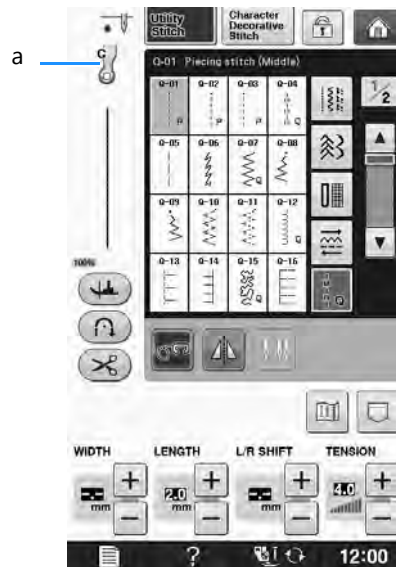 Utility
Stitch
Character
Decorative
Stitch
a
C
Q-01 Piecing stitch (Middle)
1/2
Q-01 Q-02 Q-03 Q-04
P P P Q
Q-05 Q-06 Q-07 Q-08
Q
Q-09 Q-10 Q-11 Q-12
Q
Q-13 Q-14 Q-15 Q-16
Q
Q
100%
WIDTH LENGTH L/R SHIFT TENSION
-.- 2.0 -.- 4.0
mm mm mm
+ + + +
- - - -
? 12:00